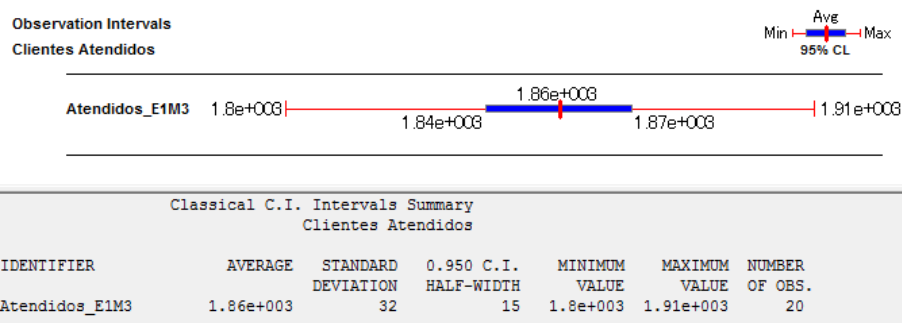 Observation Intervals
Avg
Min Max
Clientes Atendidos
95% CL
1.86e+003
Atendidos_E1M3 1.8e+003 1.91e+003
1.84e+003 1.87e+003
Classical C.I. Intervals Summary
Clientes Atendidos
IDENTIFIER AVERAGE STANDARD 0.950 C.I. MINIMUM MAXIMUM NUMBER
DEVIATION HALF-WIDTH VALUE VALUE OF OBS.
Atendidos_E1M3 1.86e+003 32 15 1.8e+003 1.91e+003 20